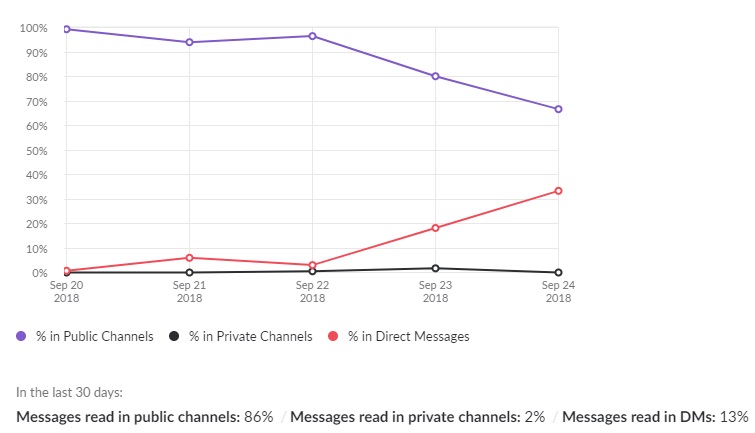 100%
90%
80%
70%
60%
50%
40%
30%
20%
10%
0%
Sep 20 Sep 21 Sep 22 Sep 23 Sep 24
2018 2018 2018 2018 2018
% in Public Channels % in Private Channels % in Direct Messages
In the last 30 days:
Messages read in public channels: 86% / Messages read in private channels: 2% / Messages read in DMs: 13%